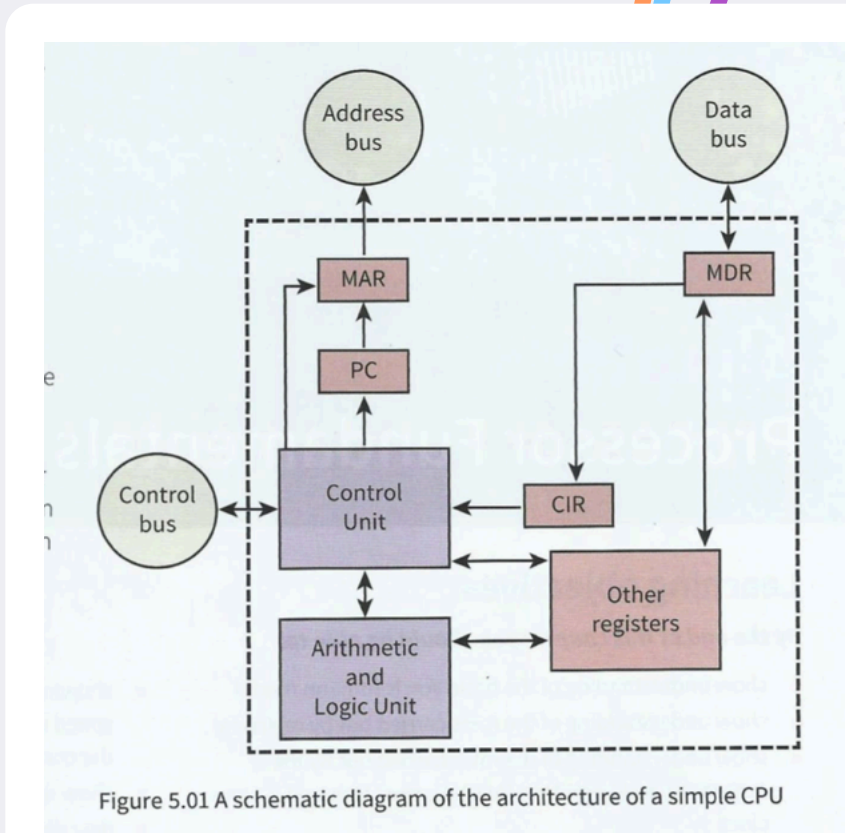 Address
bus
Data
bus
MAR
MDR
PC
Control
bus
Control
Unit
CIR
Other
registers
Arithmetic
and
Logic Unit
Figure 5.01 A schematic diagram of the architecture of a simple CPU